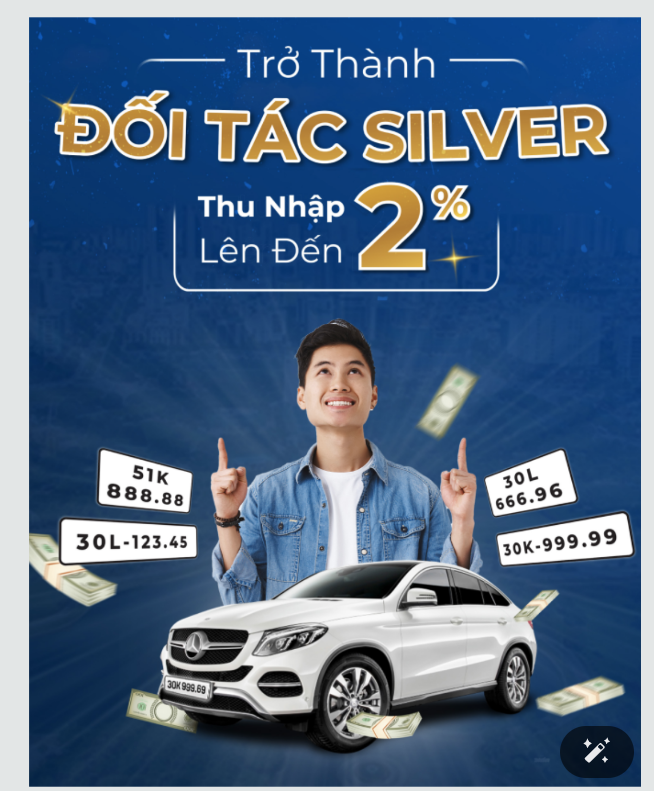 Trở Thành
ĐỐI TÁC SILVER
Thu Nhập
Lên Đến
2%
51K
888.88
30L
666.96
30L-123.45
30K-999.99
30K 999.69